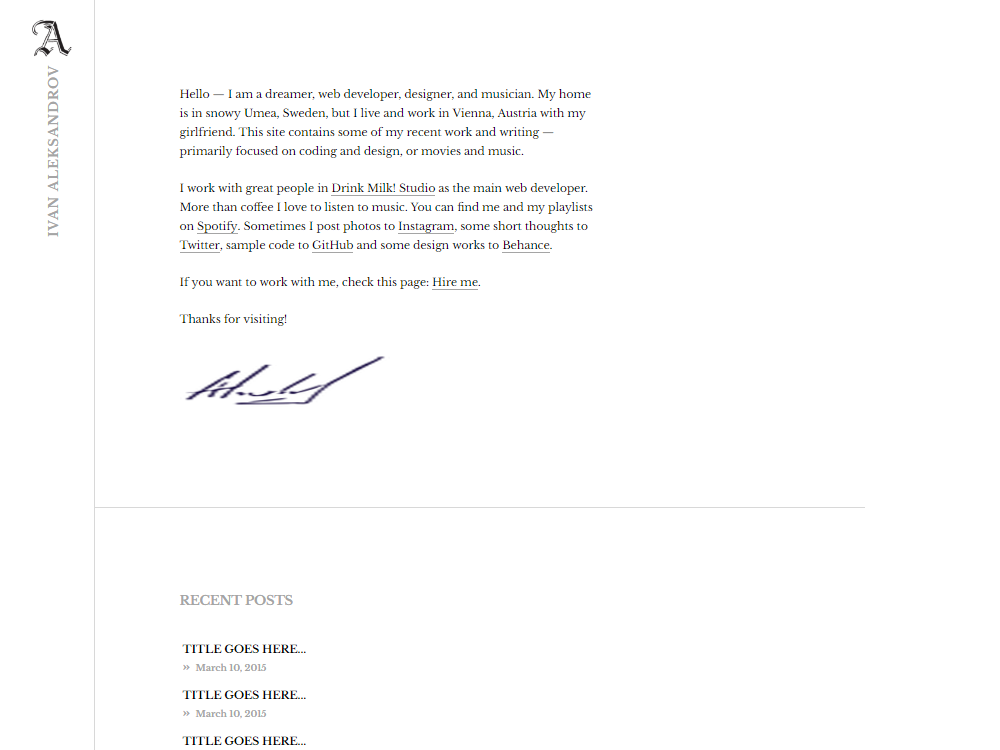 A
IVAN ALEKSANDROV
Hello — I am a dreamer, web developer, designer, and musician. My home
is in snowy Umea, Sweden, but I live and work in Vienna, Austria with my
girlfriend. This site contains some of my recent work and writing —
primarily focused on coding and design, or movies and music.
I work with great people in Drink Milk! Studio as the main web developer.
More than coffee I love to listen to music. You can find me and my playlists
on Spotify. Sometimes I post photos to Instagram, some short thoughts to
Twitter, sample code to GitHub and some design works to Behance.
If you want to work with me, check this page: Hire me.
Thanks for visiting!
RECENT POSTS
TITLE GOES HERE...
» March 10, 2015
TITLE GOES HERE...
» March 10, 2015
TITLE GOES HERE...